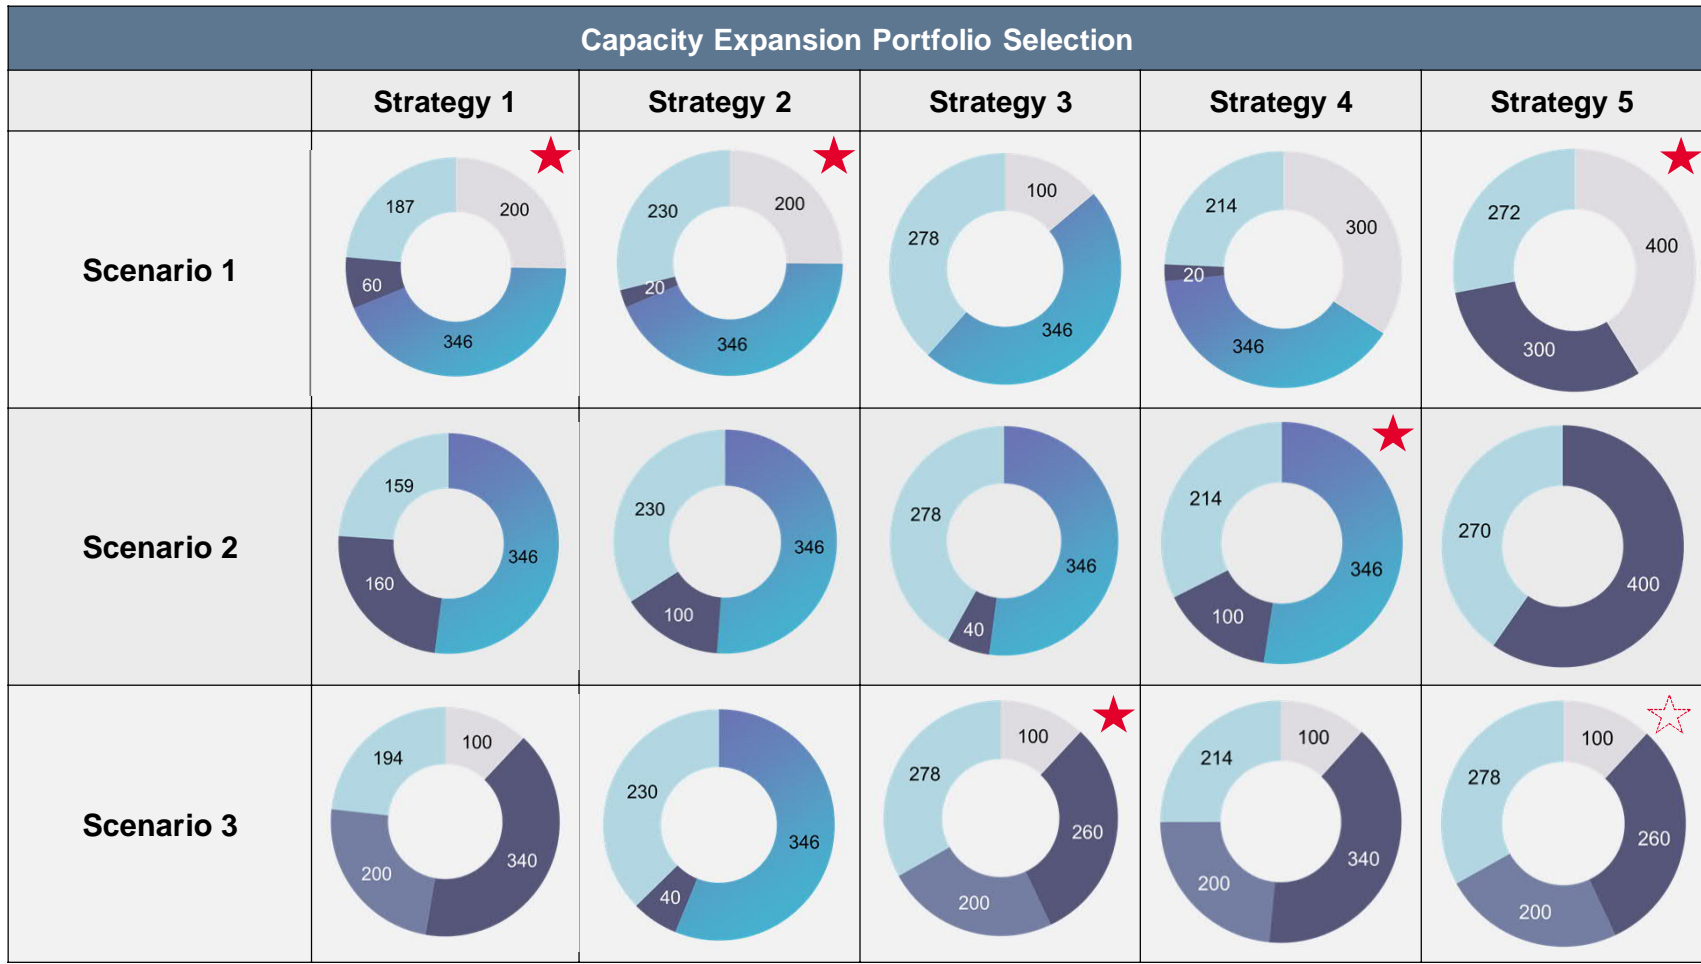 Capacity Expansion Portfolio Selection
Strategy 1 Strategy 2 Strategy 3 Strategy 4 Strategy 5
Scenario 1
187 200 60 346
230 200 20 346
278 100 346
214 300 20 346
272 400 300
Scenario 2
159 346 160
230 346 100
278 346 40
214 346 100
270 400
Scenario 3
194 100 340 200
230 346 40
278 100 260 200
214 100 340 200
278 100 260 200